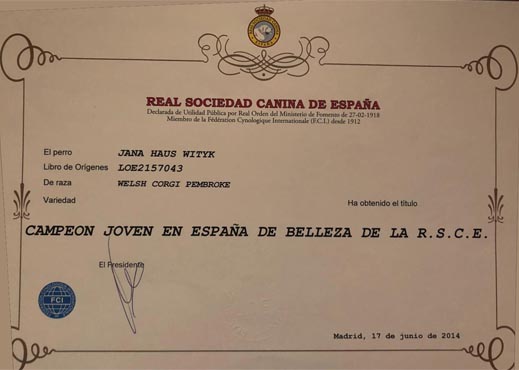 REAL SOCIEDAD CANINA DE ESPAÑA
Declarada de Utilidad Pública por Real Orden del Ministerio de Fomento de 27-02-1918
Miembro de la Fédération Cynologique Internationale (F.C.I.) desde 1912
El perro JANA HAUS WITYK
Libro de Orígenes LOE2157043
De raza WELSH CORGI PEMBROKE
Variedad
Ha obtenido el título
CAMPEON JOVEN EN ESPAÑA DE BELLEZA DE LA R.S.C.E.
El Presidente
FCI
Madrid, 17 de junio de 2014